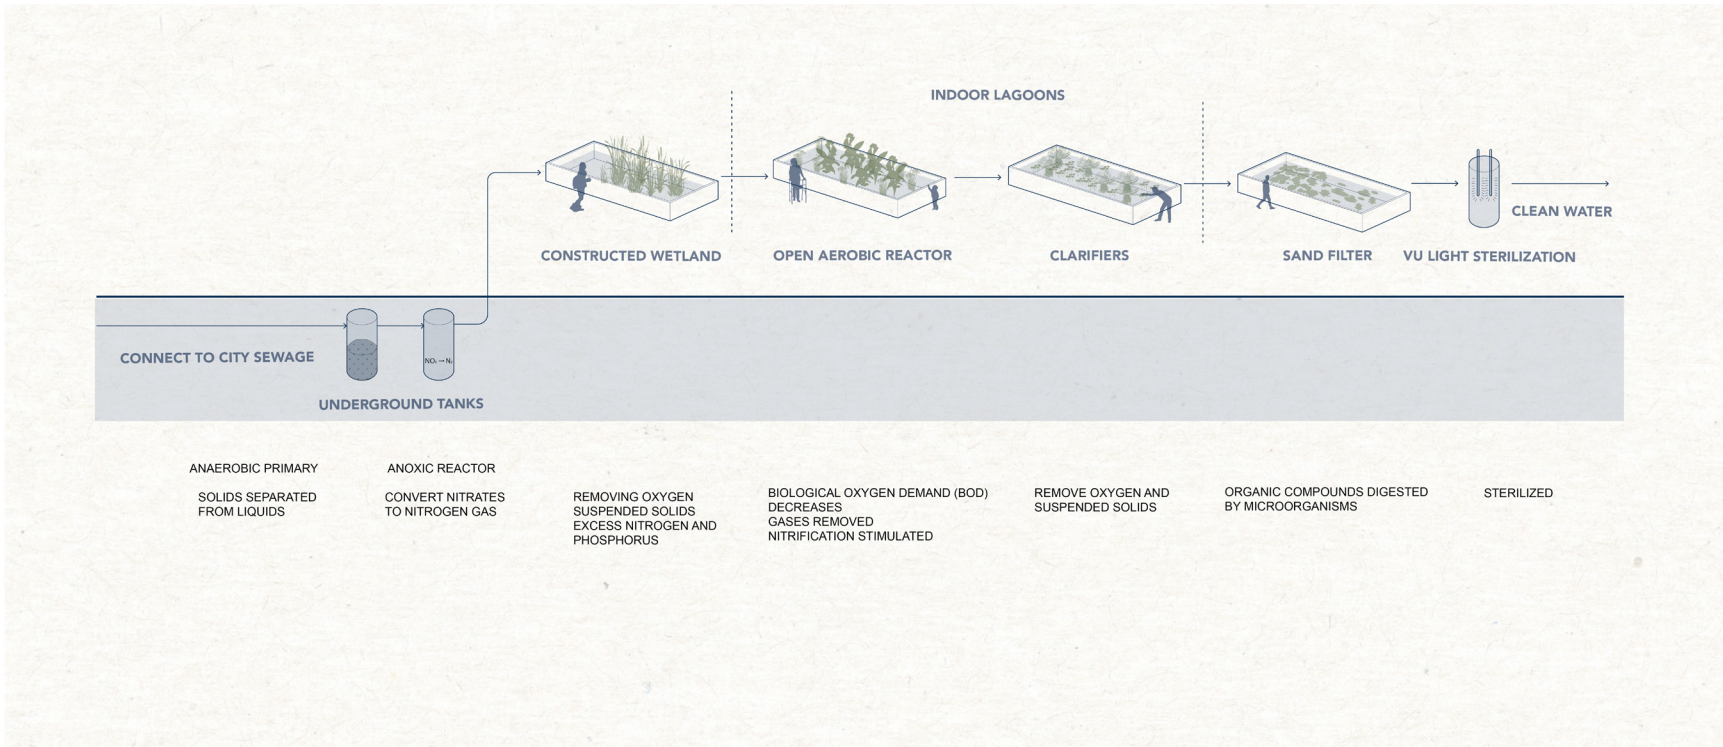 INDOOR LAGOONS
CLEAN WATER
CONSTRUCTED WETLAND
OPEN AEROBIC REACTOR
CLARIFIERS
SAND FILTER
VU LIGHT STERILIZATION
CONNECT TO CITY SEWAGE
NO₃ → N₂
UNDERGROUND TANKS
ANAEROBIC PRIMARY
SOLIDS SEPARATED
FROM LIQUIDS
ANOXIC REACTOR
CONVERT NITRATES
TO NITROGEN GAS
REMOVING OXYGEN
SUSPENDED SOLIDS
EXCESS NITROGEN AND
PHOSPHORUS
BIOLOGICAL OXYGEN DEMAND (BOD)
DECREASES
GASES REMOVED
NITRIFICATION STIMULATED
REMOVE OXYGEN AND
SUSPENDED SOLIDS
ORGANIC COMPOUNDS DIGESTED
BY MICROORGANISMS
STERILIZED